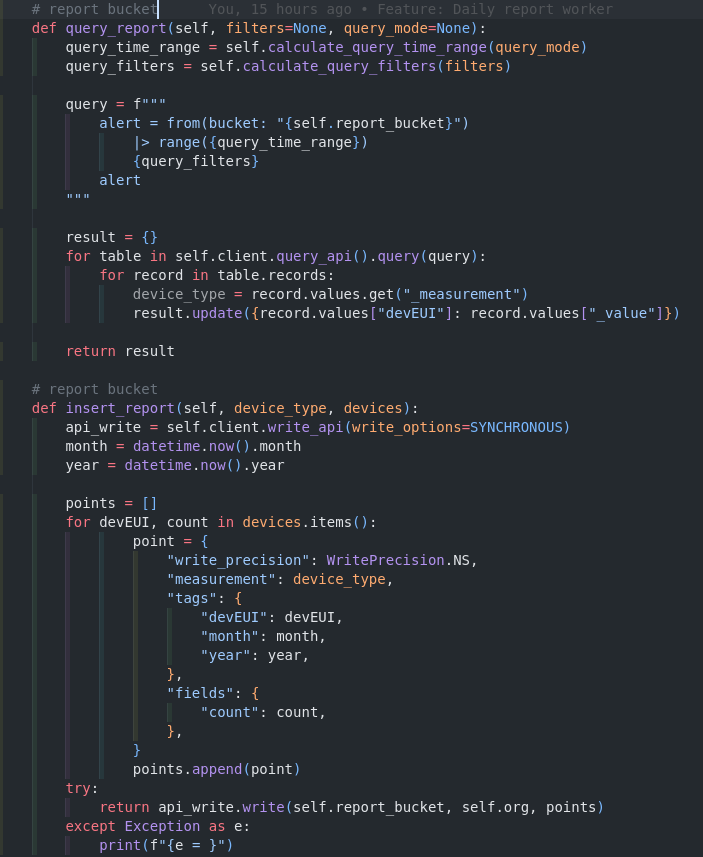 # report bucket      You, 15 hours ago • Feature: Daily report worker
def query_report(self, filters=None, query_mode=None):
    query_time_range = self.calculate_query_time_range(query_mode)
    query_filters = self.calculate_query_filters(filters)

    query = f"""
        alert = from(bucket: "{self.report_bucket}")
            |> range({query_time_range})
            {query_filters}
        alert
    """

    result = {}
    for table in self.client.query_api().query(query):
        for record in table.records:
            device_type = record.values.get("_measurement")
            result.update({record.values["devEUI"]: record.values["_value"]})

    return result

# report bucket
def insert_report(self, device_type, devices):
    api_write = self.client.write_api(write_options=SYNCHRONOUS)
    month = datetime.now().month
    year = datetime.now().year

    points = []
    for devEUI, count in devices.items():
            point = {
                "write_precision": WritePrecision.NS,
                "measurement": device_type,
                "tags": {
                    "devEUI": devEUI,
                    "month": month,
                    "year": year,
                },
                "fields": {
                    "count": count,
                },
            }
            points.append(point)
    try:
        return api_write.write(self.report_bucket, self.org, points)
    except Exception as e:
        print(f"{e = }")